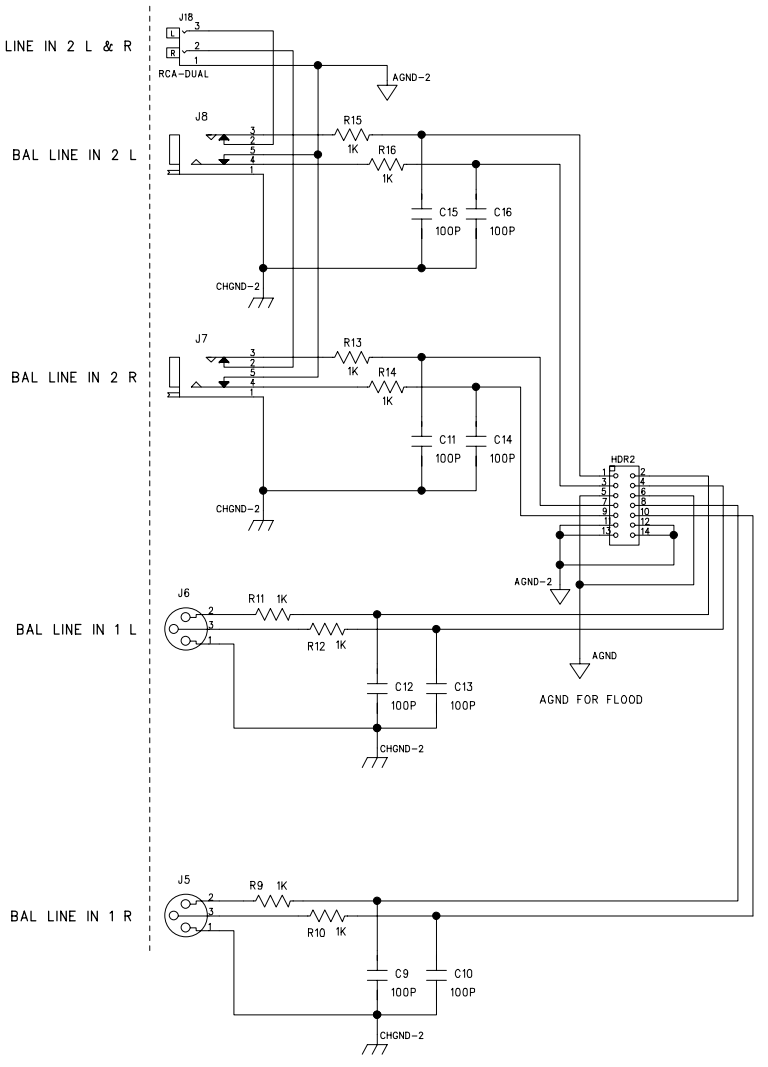 J18
3
L
LINE IN 2 L & R
R
2
1
RCA-DUAL
AGND-2
J8
BAL LINE IN 2 L
3
2
5
4
1
R15
1K
R16
1K
C15
100P
C16
100P
CHGND-2
J7
BAL LINE IN 2 R
3
2
5
4
1
R13
1K
R14
1K
C11
100P
C14
100P
CHGND-2
HDR2
1 2
3 4
5 6
7 8
9 10
11 12
13 14
AGND-2
AGND
AGND FOR FLOOD
J6
BAL LINE IN 1 L
2
3
1
R11 1K
R12 1K
C12
100P
C13
100P
CHGND-2
J5
BAL LINE IN 1 R
2
3
1
R9 1K
R10 1K
C9
100P
C10
100P
CHGND-2